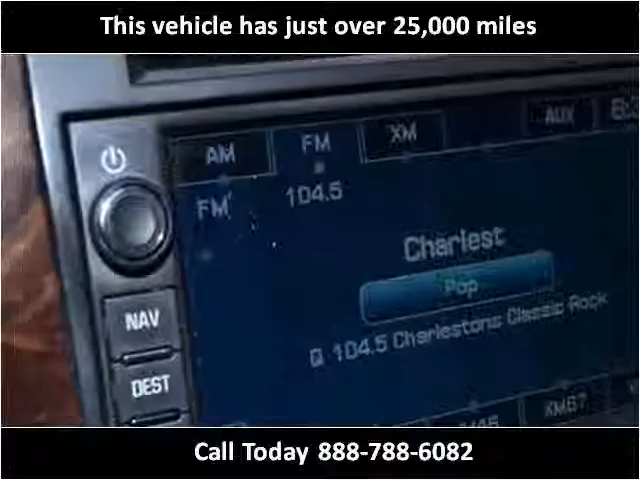 This vehicle has just over 25,000 miles
AM FM XM AUX
FM 104.5
Charlest
Pop
104.5 Charlestons Classic Rock
NAV
DEST
Call Today 888-788-6082